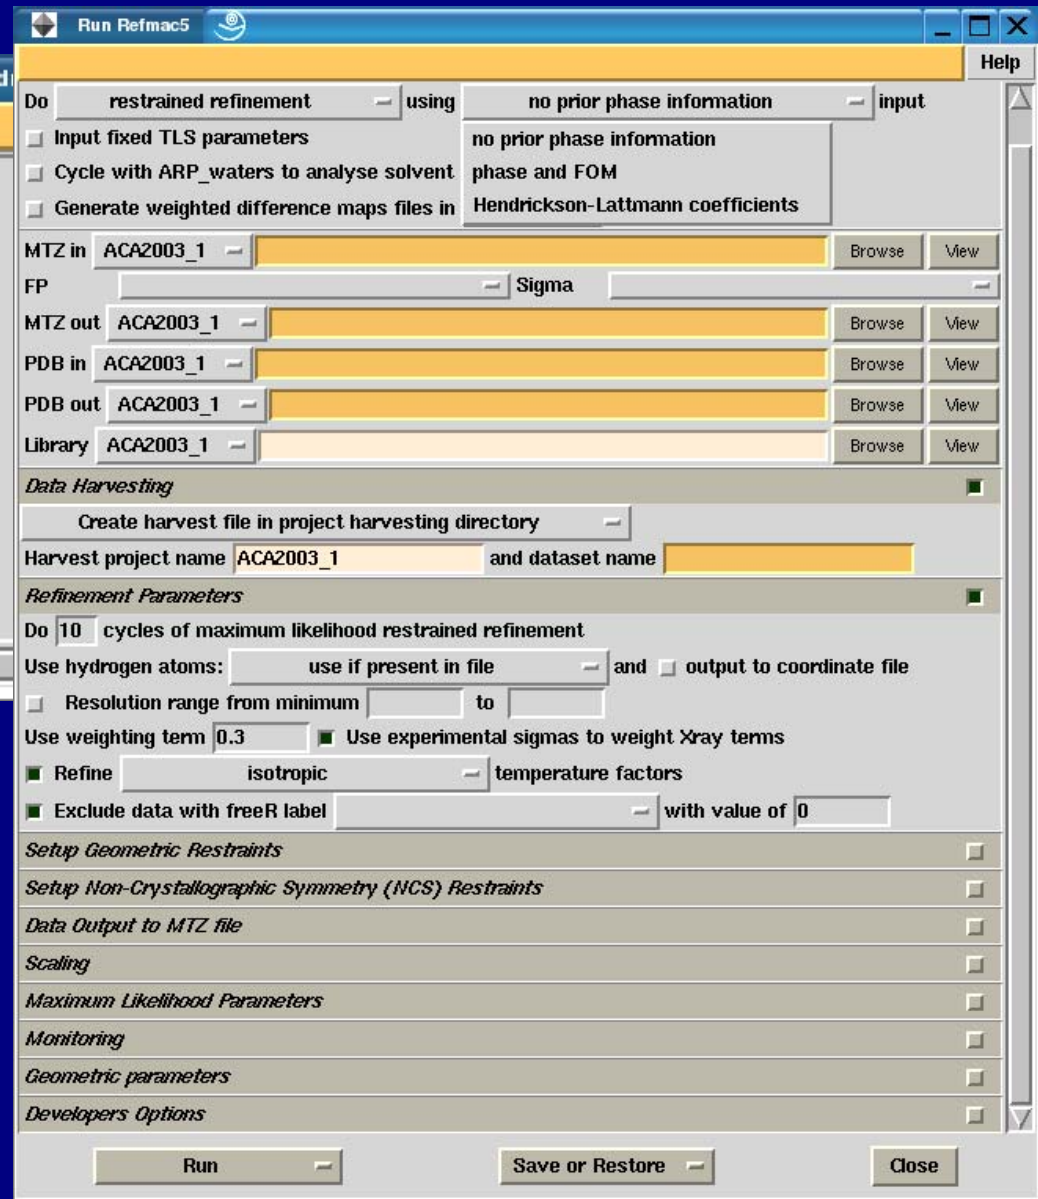 Run Refmac5
Help
Do restrained refinement using no prior phase information input
Input fixed TLS parameters
no prior phase information
Cycle with ARP_waters to analyse solvent
phase and FOM
Generate weighted difference maps files in
Hendrickson-Lattmann coefficients
MTZ in ACA2003_1 Browse View
FP Sigma
MTZ out ACA2003_1 Browse View
PDB in ACA2003_1 Browse View
PDB out ACA2003_1 Browse View
Library ACA2003_1 Browse View
Data Harvesting
Create harvest file in project harvesting directory
Harvest project name ACA2003_1 and dataset name
Refinement Parameters
Do 10 cycles of maximum likelihood restrained refinement
Use hydrogen atoms: use if present in file and output to coordinate file
Resolution range from minimum to
Use weighting term 0.3 Use experimental sigmas to weight Xray terms
Refine isotropic temperature factors
Exclude data with freeR label with value of 0
Setup Geometric Restraints
Setup Non-Crystallographic Symmetry (NCS) Restraints
Data Output to MTZ file
Scaling
Maximum Likelihood Parameters
Monitoring
Geometric parameters
Developers Options
Run Save or Restore Close